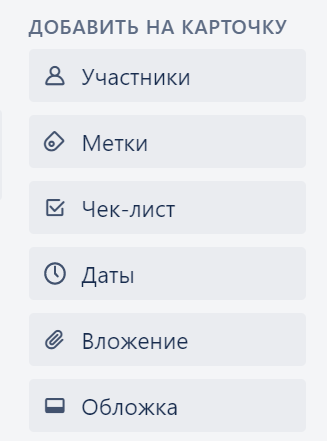 ДОБАВИТЬ НА КАРТОЧКУ
Участники
Метки
Чек-лист
Даты
Вложение
Обложка